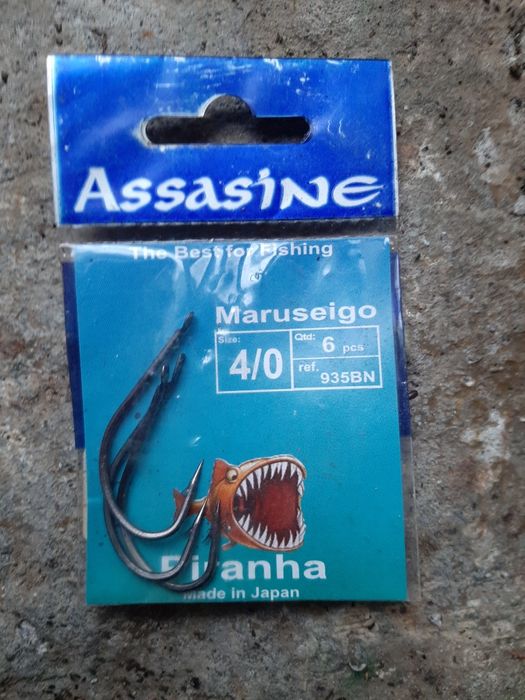 Assasine
The Best for Fishing
Maruseigo
Size:
4/0
Qtd:
6 pcs
ref.
935BN
Piranha
Made in Japan